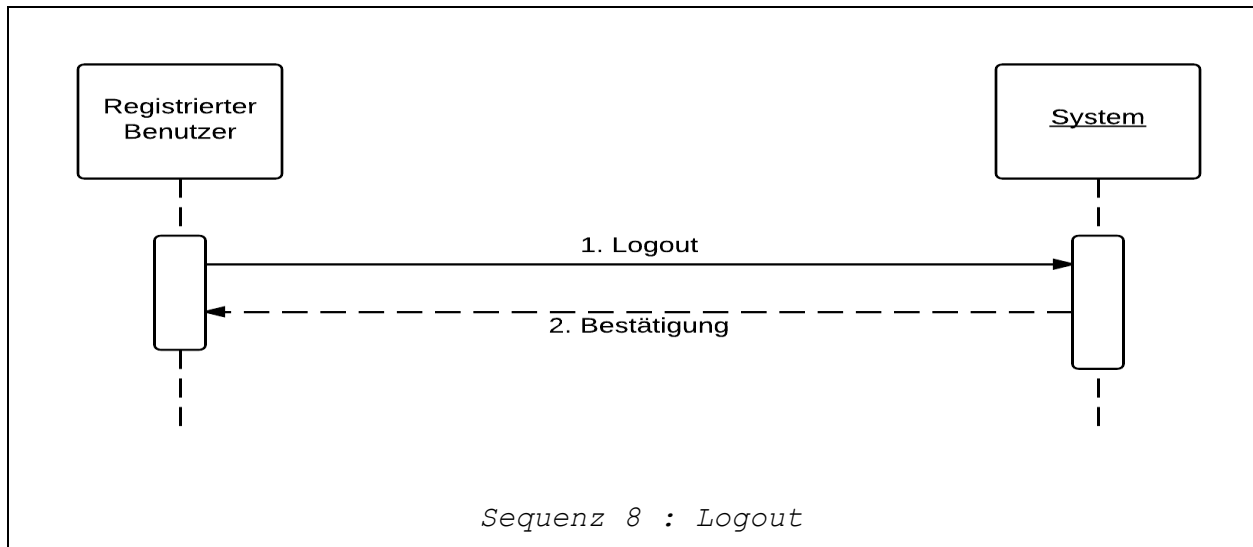 Registrierter
Benutzer
System
1. Logout
2. Bestätigung
Sequenz 8 : Logout